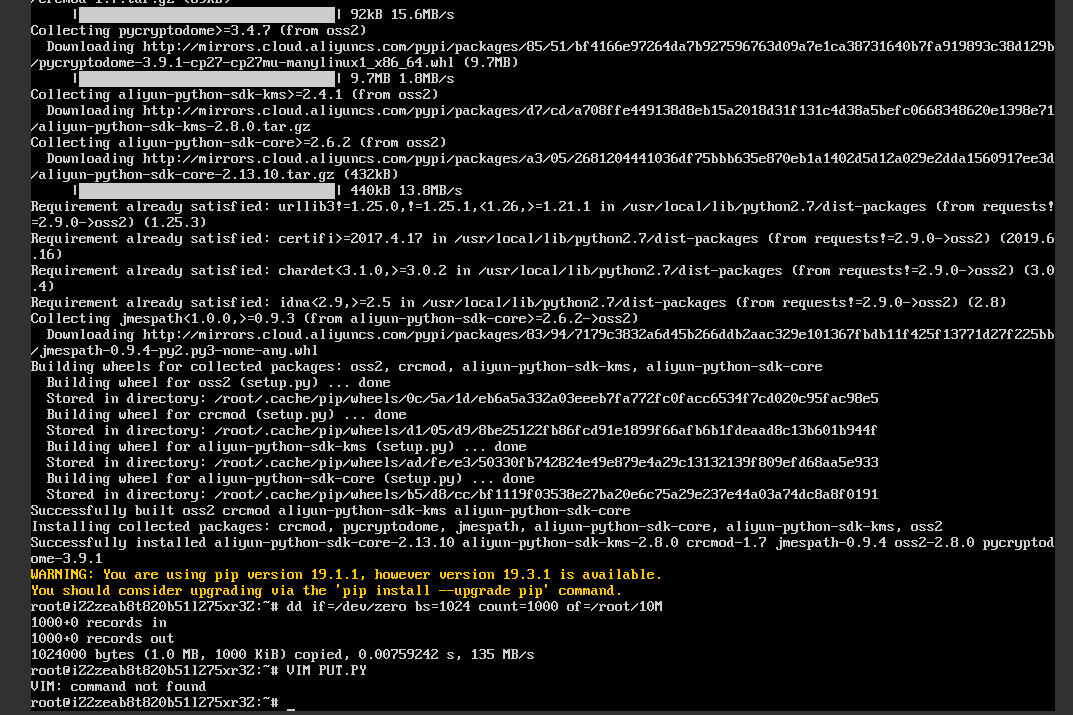 | 92kB 15.6MB/s
Collecting pycryptodome>=3.4.7 (from oss2)
Downloading http://mirrors.cloud.aliyuncs.com/pypi/packages/85/51/bf4166e97264da7b927596763d09a7e1ca38731640b7fa919893c38d129b
/pycryptodome-3.9.1-cp27-cp27mu-manylinux1_x86_64.whl (9.7MB)
| 9.7MB 1.8MB/s
Collecting aliyun-python-sdk-kms>=2.4.1 (from oss2)
Downloading http://mirrors.cloud.aliyuncs.com/pypi/packages/d7/cd/a708ffe449138d8eb15a2018d31f131c4d38a5befc0668348620e1398e71
/aliyun-python-sdk-kms-2.8.0.tar.gz
Collecting aliyun-python-sdk-core>=2.6.2 (from oss2)
Downloading http://mirrors.cloud.aliyuncs.com/pypi/packages/a3/05/2681204441036df75bbb635e870eb1a1402d5d12a029e2dda1560917ee3d
/aliyun-python-sdk-core-2.13.10.tar.gz (432kB)
| 440kB 13.8MB/s
Requirement already satisfied: urllib3!=1.25.0,!=1.25.1,<1.26,>=1.21.1 in /usr/local/lib/python2.7/dist-packages (from requests!
=2.9.0->oss2) (1.25.3)
Requirement already satisfied: certifi>=2017.4.17 in /usr/local/lib/python2.7/dist-packages (from requests!=2.9.0->oss2) (2019.6
.16)
Requirement already satisfied: chardet<3.1.0,>=3.0.2 in /usr/local/lib/python2.7/dist-packages (from requests!=2.9.0->oss2) (3.0
.4)
Requirement already satisfied: idna<2.9,>=2.5 in /usr/local/lib/python2.7/dist-packages (from requests!=2.9.0->oss2) (2.8)
Collecting jmespath<1.0.0,>=0.9.3 (from aliyun-python-sdk-core>=2.6.2->oss2)
Downloading http://mirrors.cloud.aliyuncs.com/pypi/packages/83/94/7179c3832a6d45b266ddb2aac329e101367fbdb11f425f13771d27f225bb
/jmespath-0.9.4-py2.py3-none-any.whl
Building wheels for collected packages: oss2, crcmod, aliyun-python-sdk-kms, aliyun-python-sdk-core
Building wheel for oss2 (setup.py) ... done
Stored in directory: /root/.cache/pip/wheels/0c/5a/1d/eb6a5a332a03eeeb7fa772fc0facc6534f7cd020c95fac98e5
Building wheel for crcmod (setup.py) ... done
Stored in directory: /root/.cache/pip/wheels/d1/05/d9/8be25122fb86fcd91e1899f66afb6b1fdeaad8c13b601b944f
Building wheel for aliyun-python-sdk-kms (setup.py) ... done
Stored in directory: /root/.cache/pip/wheels/ad/fe/e3/50330fb742824e49e879e4a29c13132139f809efd68aa5e933
Building wheel for aliyun-python-sdk-core (setup.py) ... done
Stored in directory: /root/.cache/pip/wheels/b5/d8/cc/bf1119f03538e27ba20e6c75a29e237e44a03a74dc8a8f0191
Successfully built oss2 crcmod aliyun-python-sdk-kms aliyun-python-sdk-core
Installing collected packages: crcmod, pycryptodome, jmespath, aliyun-python-sdk-core, aliyun-python-sdk-kms, oss2
Successfully installed aliyun-python-sdk-core-2.13.10 aliyun-python-sdk-kms-2.8.0 crcmod-1.7 jmespath-0.9.4 oss2-2.8.0 pycryptod
ome-3.9.1
WARNING: You are using pip version 19.1.1, however version 19.3.1 is available.
You should consider upgrading via the 'pip install --upgrade pip' command.
root@iZ2zeab8t820b51l275xr3Z:~# dd if=/dev/zero bs=1024 count=1000 of=/root/10M
1000+0 records in
1000+0 records out
1024000 bytes (1.0 MB, 1000 KiB) copied, 0.00759242 s, 135 MB/s
root@iZ2zeab8t820b51l275xr3Z:~# VIM PUT.PY
VIM: command not found
root@iZ2zeab8t820b51l275xr3Z:~# _